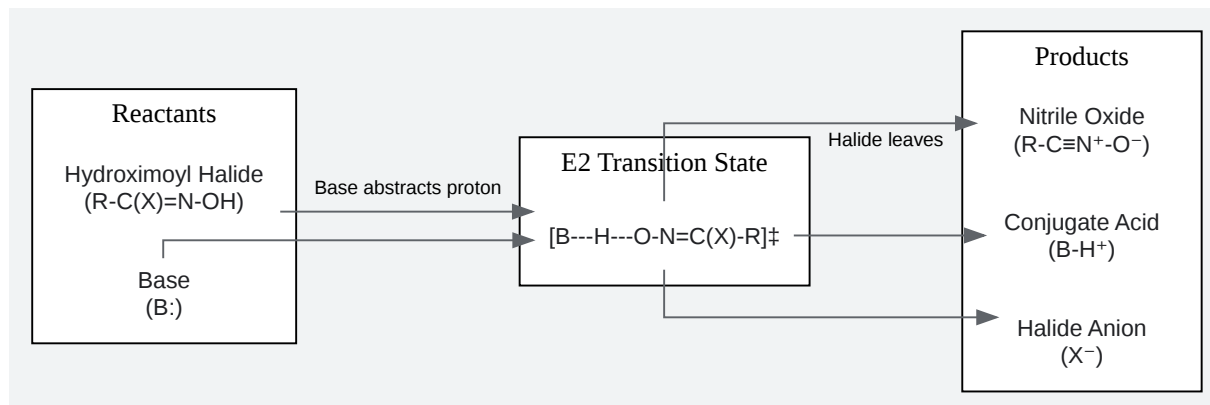 Reactants
Hydroximoyl Halide
(R-C(X)=N-OH)
Base
(B:)
Base abstracts proton
E2 Transition State
[B---H---O-N=C(X)-R]‡
Halide leaves
Products
Nitrile Oxide
(R-C≡N⁺-O⁻)
Conjugate Acid
(B-H⁺)
Halide Anion
(X⁻)